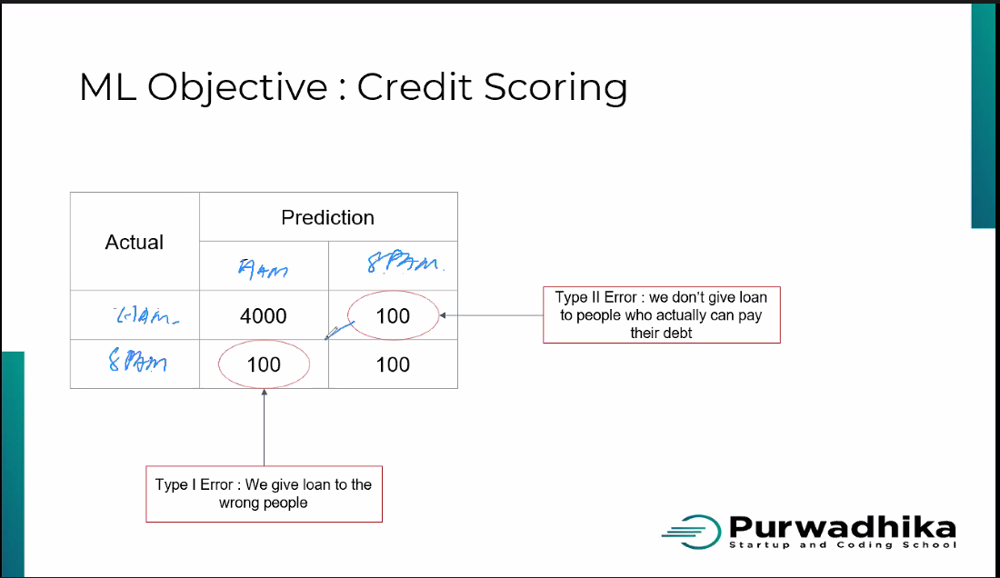 ML Objective : Credit Scoring
Actual
Prediction
HAM
SPAM.
HAM.
4000
100
SPAM
100
100
Type II Error : we don't give loan
to people who actually can pay
their debt
Type I Error : We give loan to the
wrong people
Purwadhika
Startup and Coding School